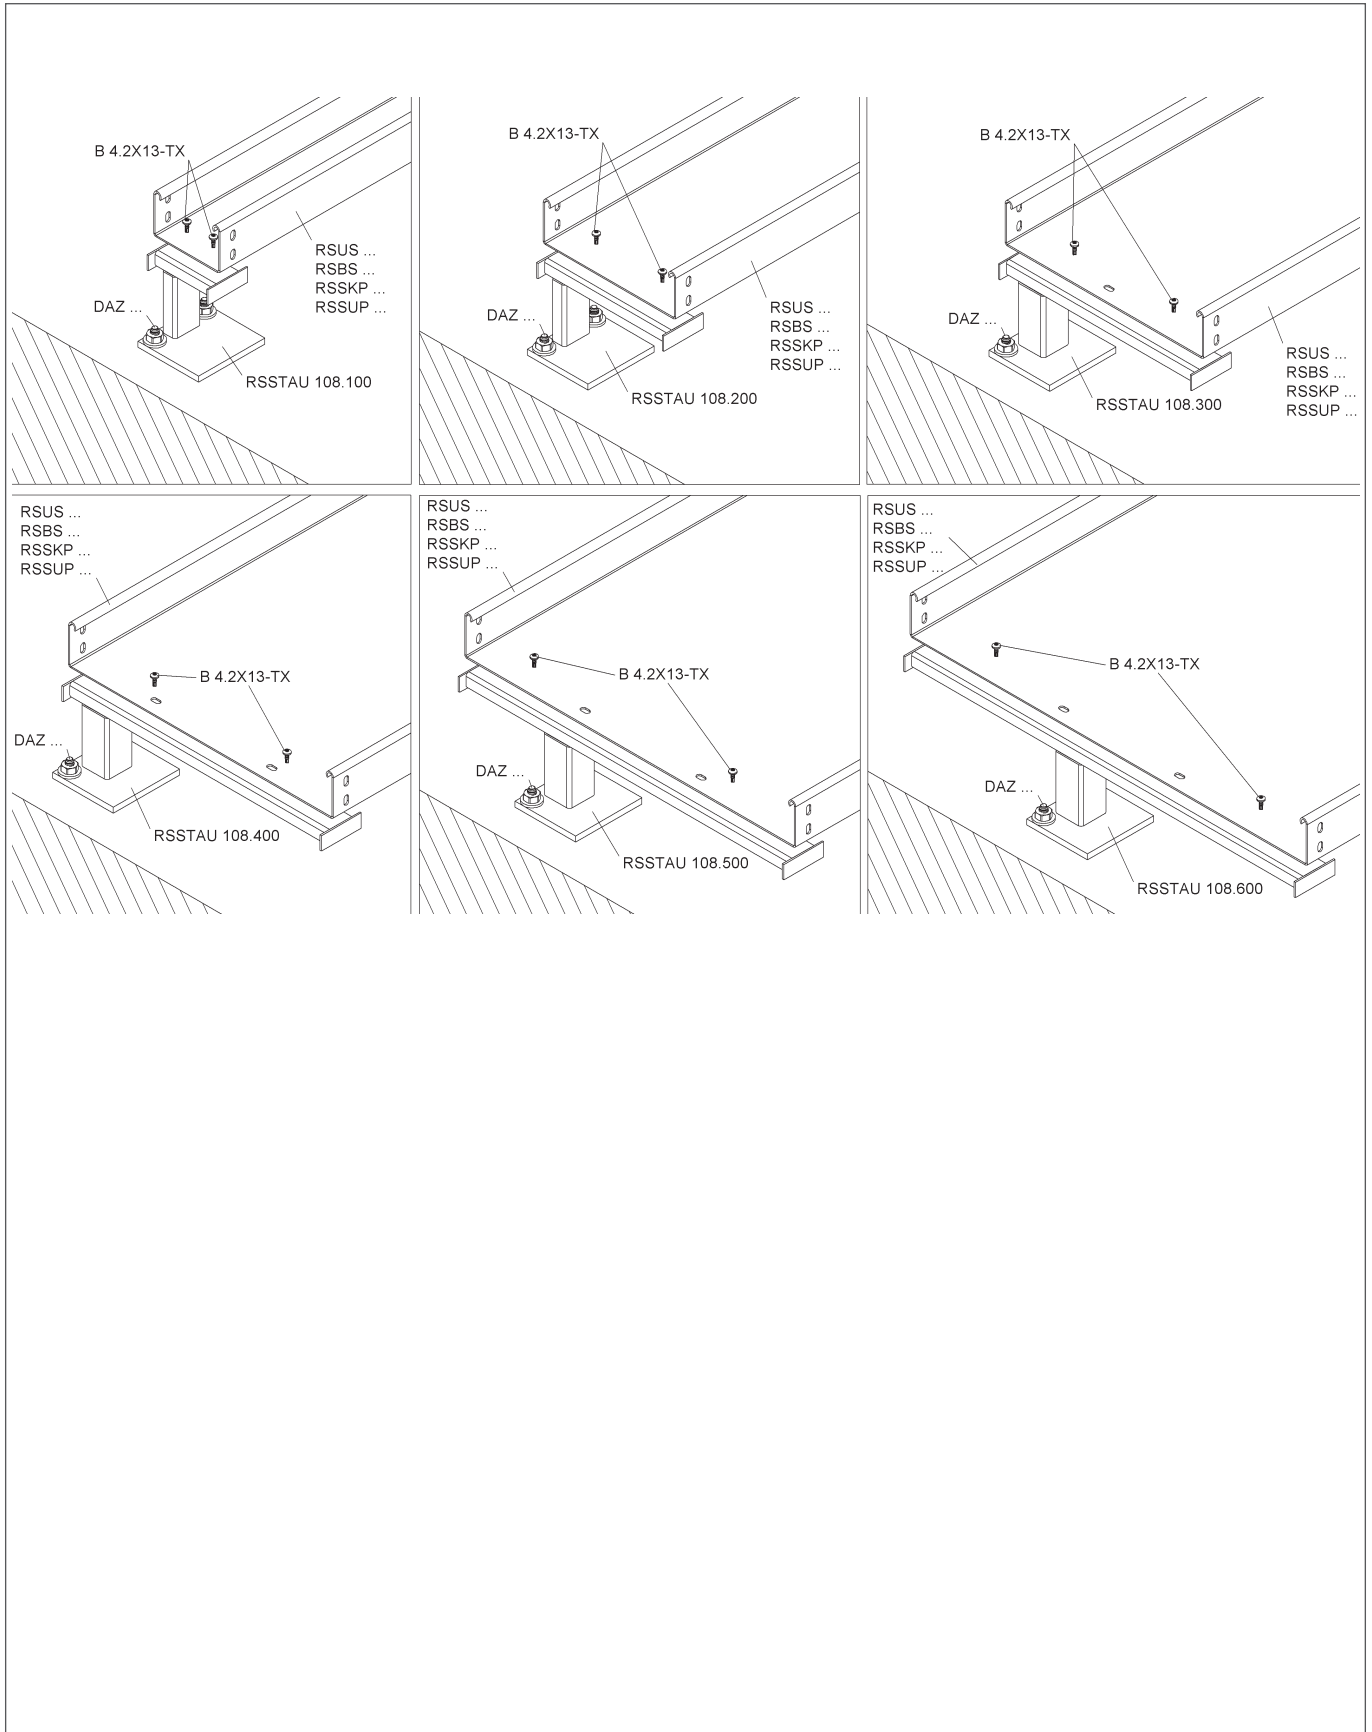 B 4.2X13-TX
RSUS ...
RSBS ...
RSSKP ...
RSSUP ...
DAZ ...
RSSTAU 108.100
B 4.2X13-TX
DAZ ...
RSUS ...
RSBS ...
RSSKP ...
RSSUP ...
RSSTAU 108.200
B 4.2X13-TX
DAZ ...
RSUS ...
RSBS ...
RSSKP ...
RSSUP ...
RSSTAU 108.300
RSUS ...
RSBS ...
RSSKP ...
RSSUP ...
B 4.2X13-TX
DAZ ...
RSSTAU 108.400
RSUS ...
RSBS ...
RSSKP ...
RSSUP ...
B 4.2X13-TX
DAZ ...
RSSTAU 108.500
RSUS ...
RSBS ...
RSSKP ...
RSSUP ...
B 4.2X13-TX
DAZ ...
RSSTAU 108.600